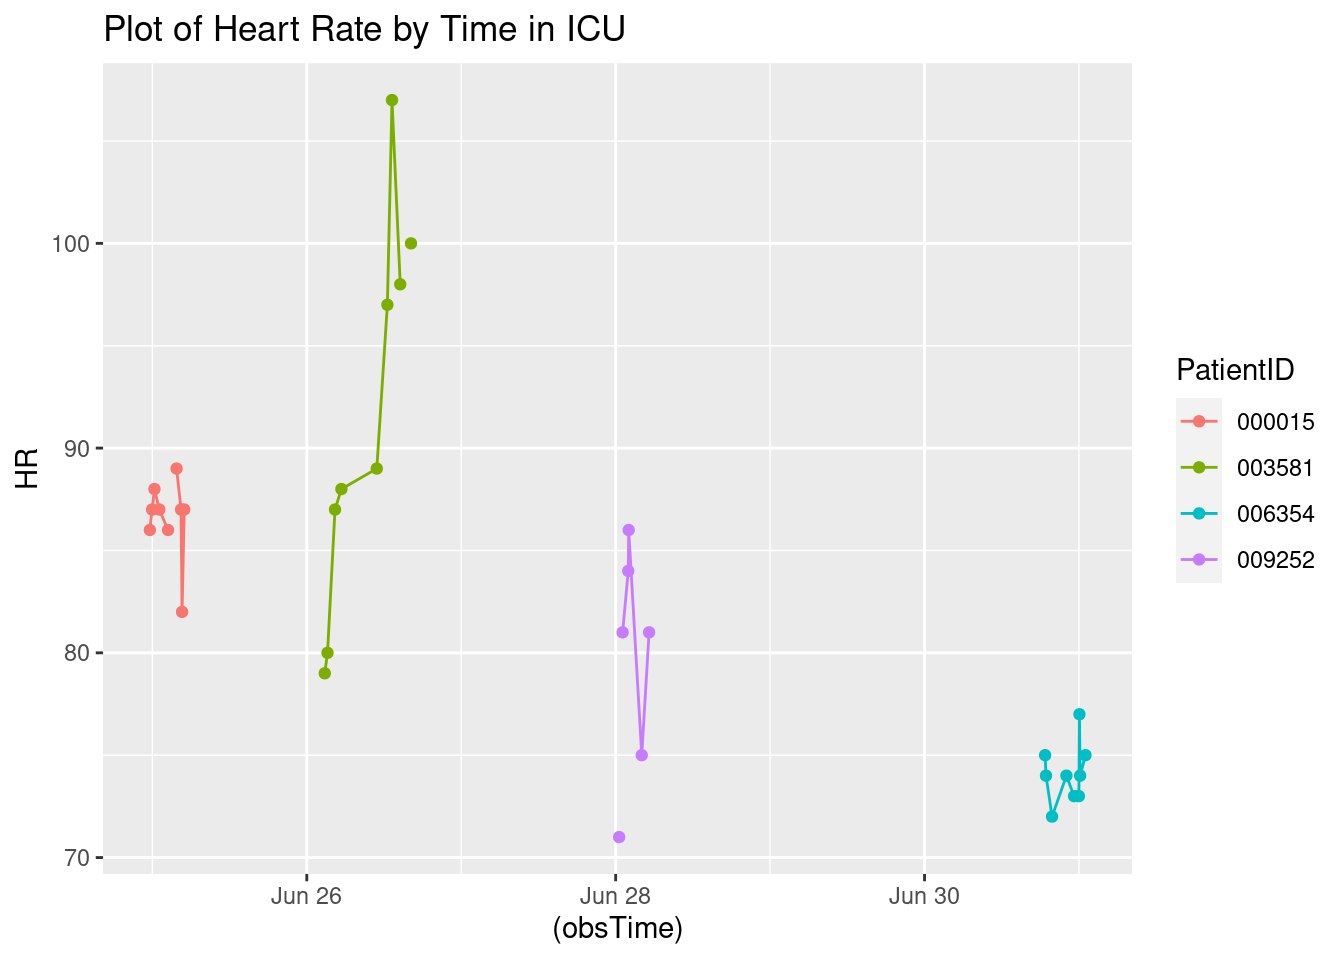 Plot of Heart Rate by Time in ICU
HR
100
90
80
70
Jun 26
Jun 28
Jun 30
(obsTime)
PatientID
000015
003581
006354
009252